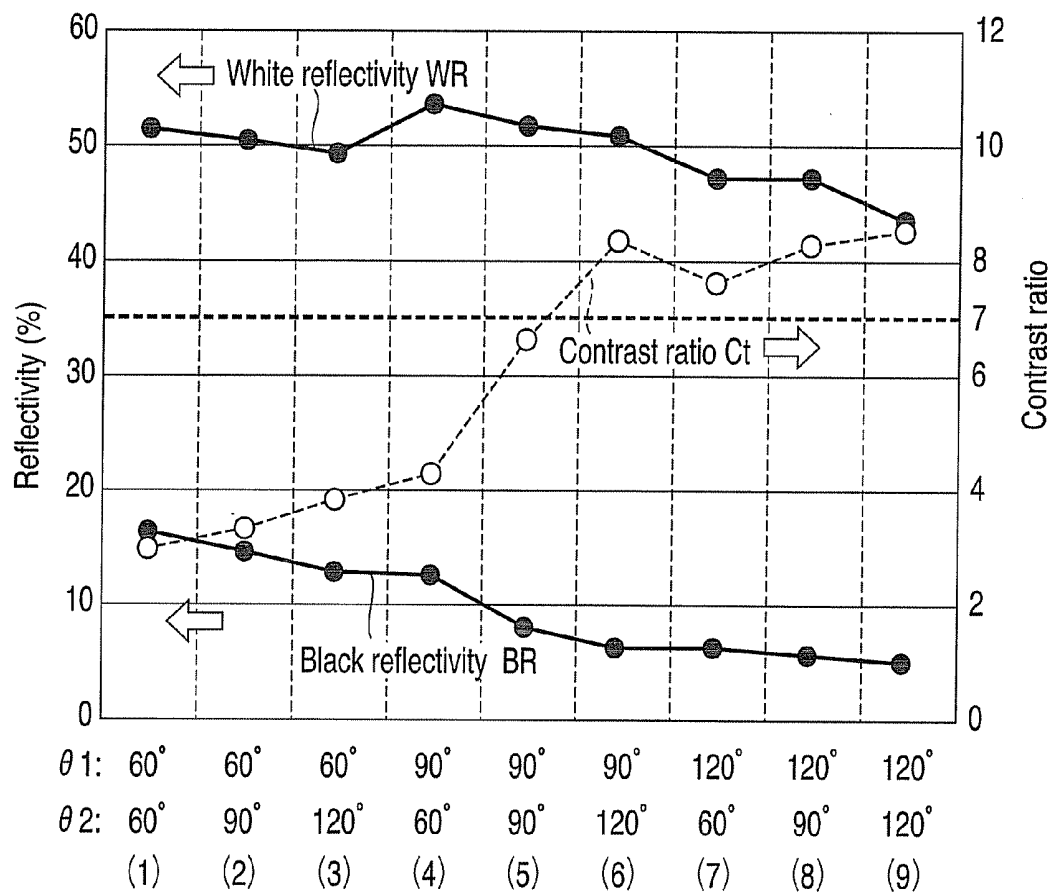 60
12
White reflectivity WR
50
10
40
8
Reflectivity (%)
Contrast ratio
7
Contrast ratio Ct
30
6
20
4
10
2
Black reflectivity BR
0
0
θ1: 60° 60° 60° 90° 90° 90° 120° 120° 120°
θ2: 60° 90° 120° 60° 90° 120° 60° 90° 120°
(1) (2) (3) (4) (5) (6) (7) (8) (9)